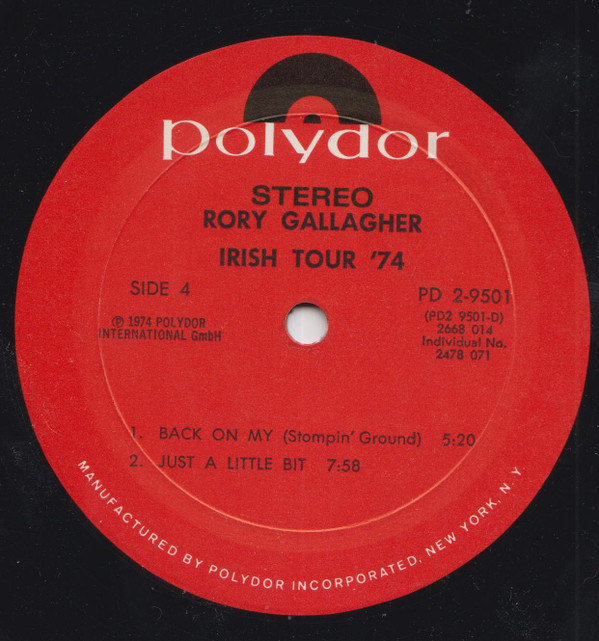 Polydor
STEREO
RORY GALLAGHER
IRISH TOUR '74
SIDE 4
PD 2-9501
(PD2 9501-D)
2668 014
Individual No.
2478 071
℗ 1974 POLYDOR
INTERNATIONAL GmbH
1. BACK ON MY (Stompin' Ground) 5:20
2. JUST A LITTLE BIT 7:58
MANUFACTURED BY POLYDOR INCORPORATED, NEW YORK, N. Y.